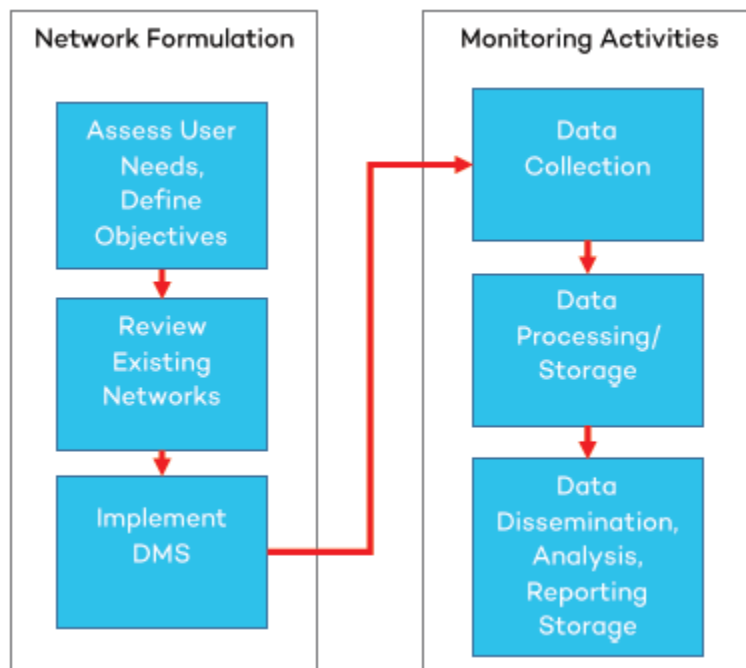 Network Formulation
Assess User
Needs,
Define
Objectives
Review
Existing
Networks
Implement
DMS
Monitoring Activities
Data
Collection
Data
Processing/
Storage
Data
Dissemination,
Analysis,
Reporting
Storage